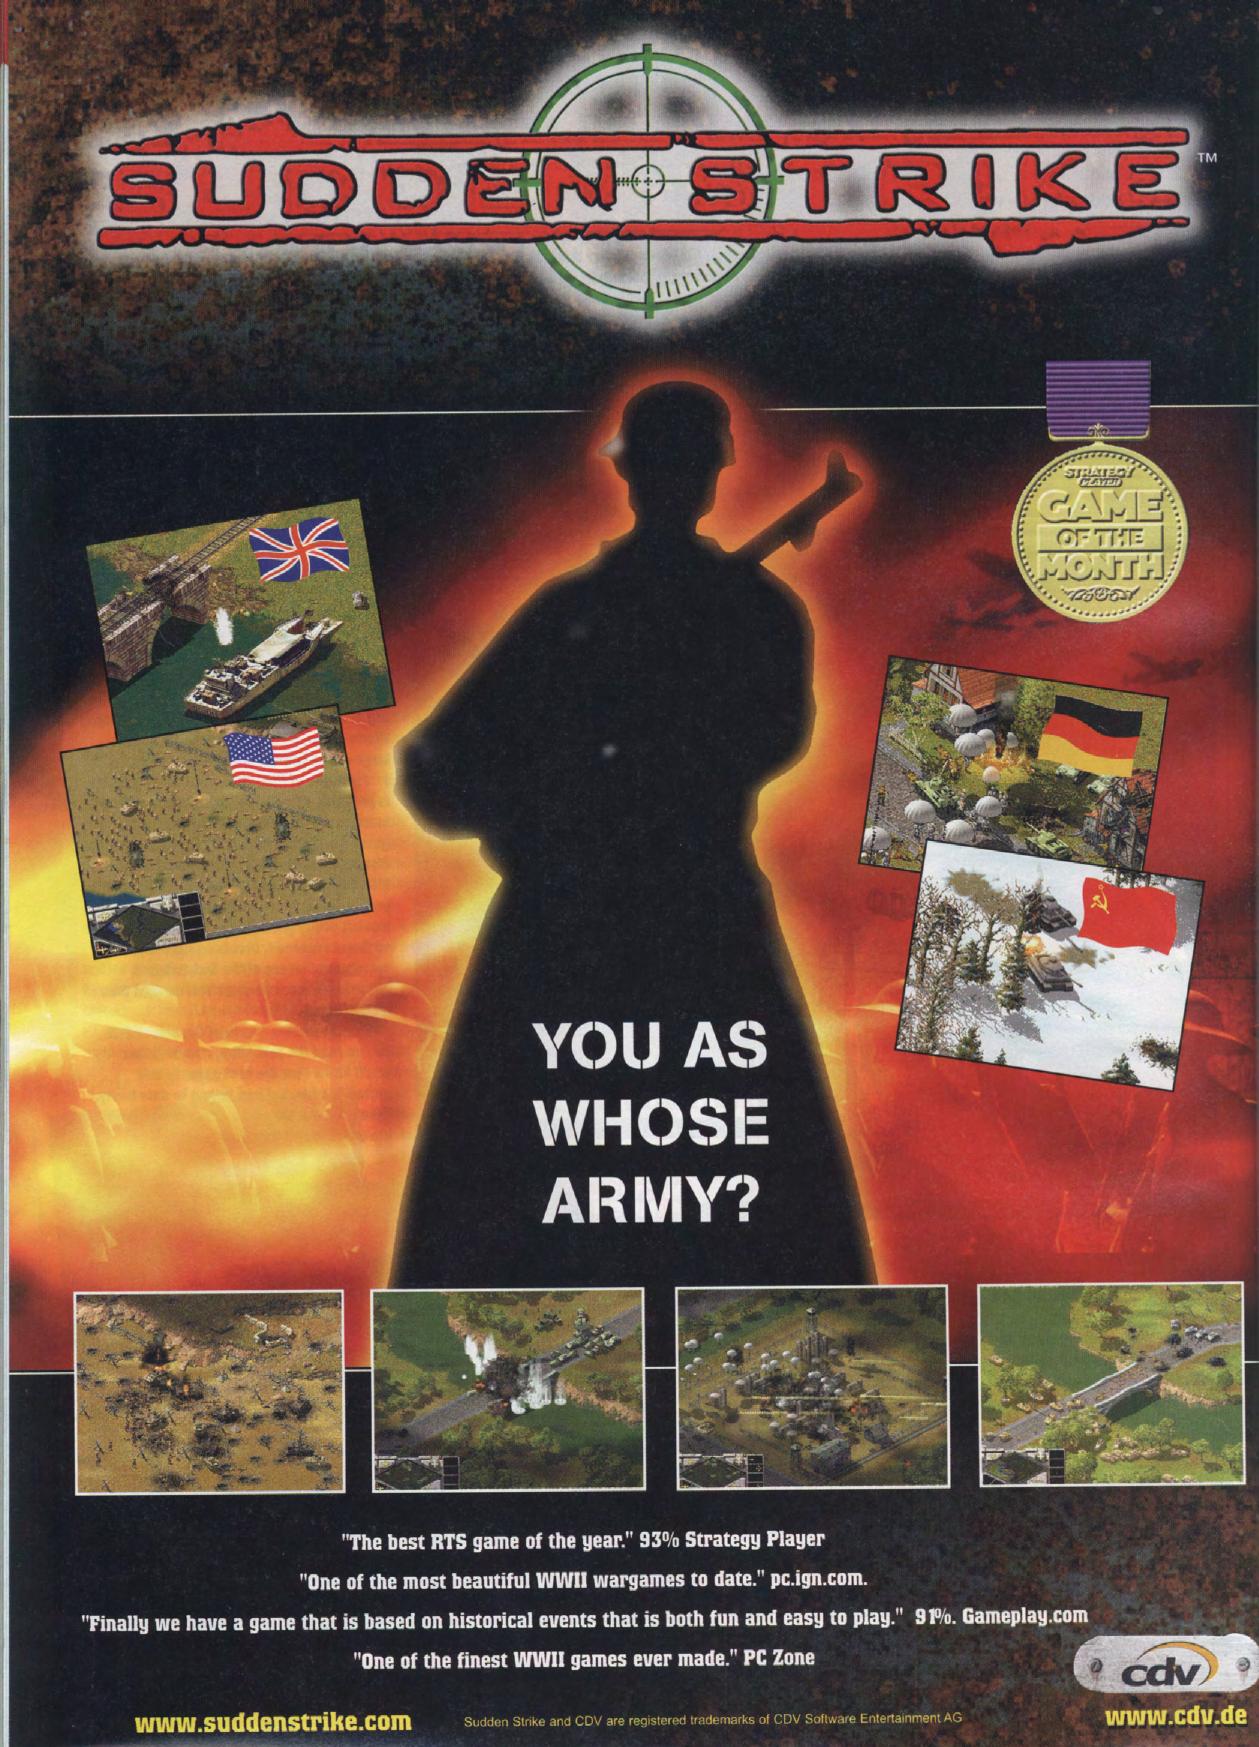 SUDDEN STRIKE™
STRATEGY
PLAYER
GAME
OF THE
MONTH
YOU AS
WHOSE
ARMY?
"The best RTS game of the year." 93% Strategy Player
"One of the most beautiful WWII wargames to date." pc.ign.com.
"Finally we have a game that is based on historical events that is both fun and easy to play." 91%. Gameplay.com
"One of the finest WWII games ever made." PC Zone
cdv
www.suddenstrike.com
Sudden Strike and CDV are registered trademarks of CDV Software Entertainment AG
www.cdv.de